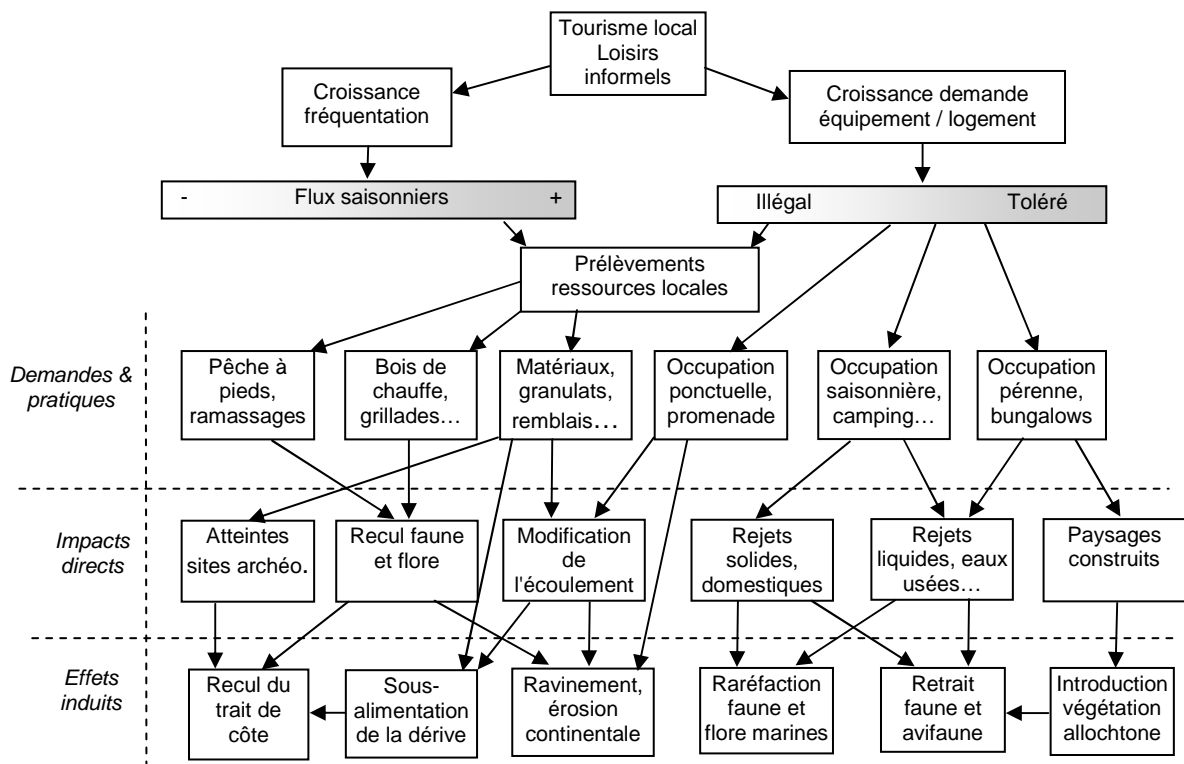 Tourisme local
Loisirs
informels
Croissance
fréquentation
Croissance demande
équipement / logement
- Flux saisonniers +
Illégal Toléré
Prélèvements
ressources locales
Demandes &
pratiques
Pêche à
pieds,
ramassages
Bois de
chauffe,
grillades…
Matériaux,
granulats,
remblais…
Occupation
ponctuelle,
promenade
Occupation
saisonnière,
camping…
Occupation
pérenne,
bungalows
Impacts
directs
Atteintes
sites archéo.
Recul faune
et flore
Modification
de
l'écoulement
Rejets
solides,
domestiques
Rejets
liquides, eaux
usées…
Paysages
construits
Effets
induits
Recul du
trait de
côte
Sous-
alimentation
de la dérive
Ravinement,
érosion
continentale
Raréfaction
faune et
flore marines
Retrait
faune et
avifaune
Introduction
végétation
allochtone